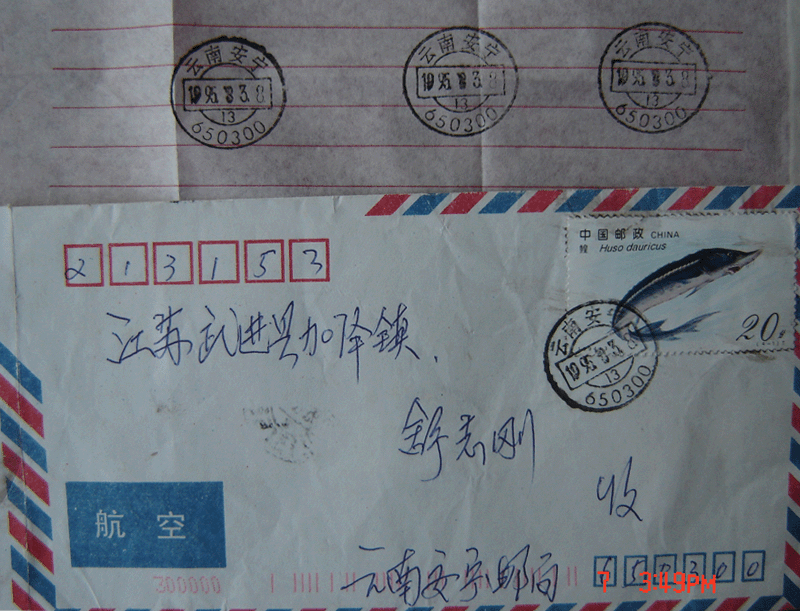 云南安宁
1995.3.8
13
650300
云南安宁
1995.3.8
13
650300
云南安宁
1995.3.8
13
650300
213153
中国邮政 CHINA
鳇 Huso dauricus
20分
云南安宁
1995.3.8
13
650300
江苏武进县加降镇.
舒志刚
收
航空
云南安宁邮局 650300
000002
7 3:49PM